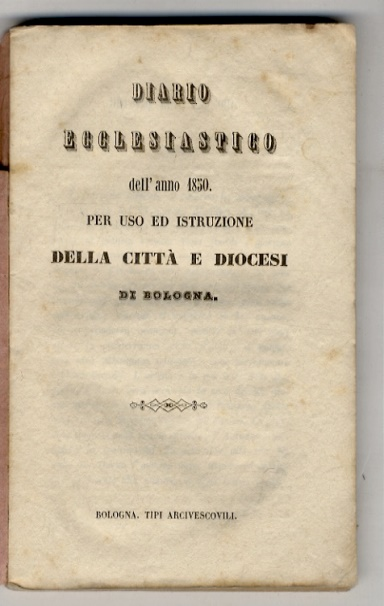 DIARIO
ECCLESIASTICO
dell' anno 1850.
PER USO ED ISTRUZIONE
DELLA CITTÀ E DIOCESI
DI BOLOGNA.
BOLOGNA. TIPI ARCIVESCOVILI.